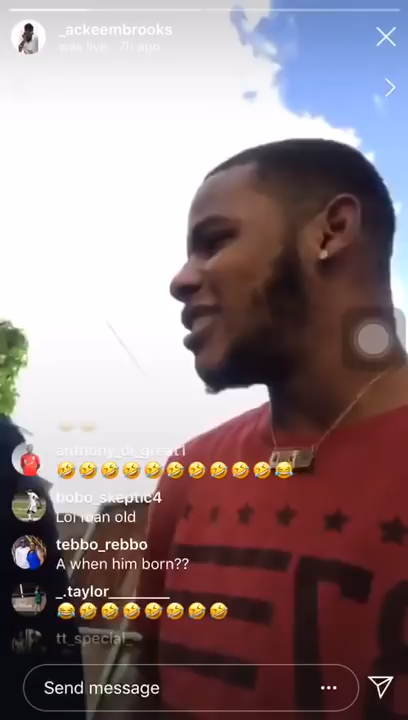 _ackeembrooks
was live · 7h ago
anthony_di_great1
🤣🤣🤣🤣🤣🤣🤣🤣🤣🤣😂
bobo_skeptic4
Lol man old
tebbo_rebbo
A when him born??
_.taylor________
😂🤣🤣🤣🤣🤣🤣🤣
tt_special_
Send message